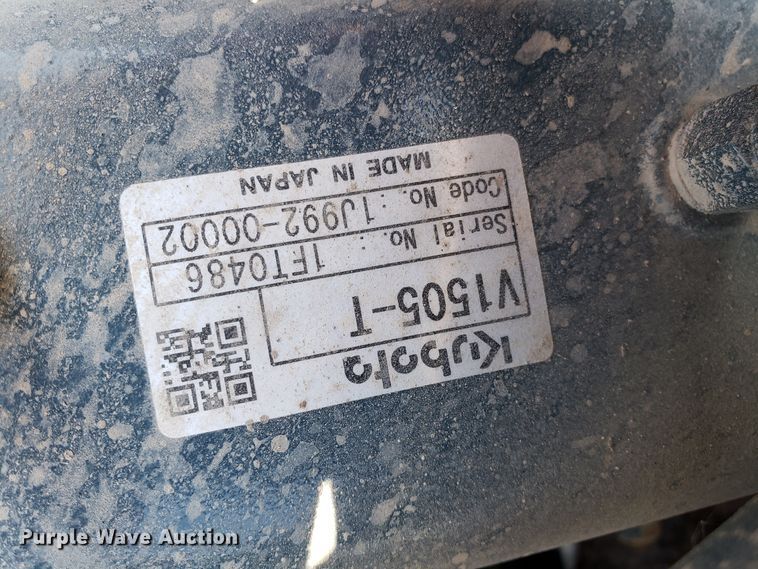 Kubota
V1505-T
Serial No. : 1FT0486
Code No. : 1J992-00002
MADE IN JAPAN
Purple Wave Auction